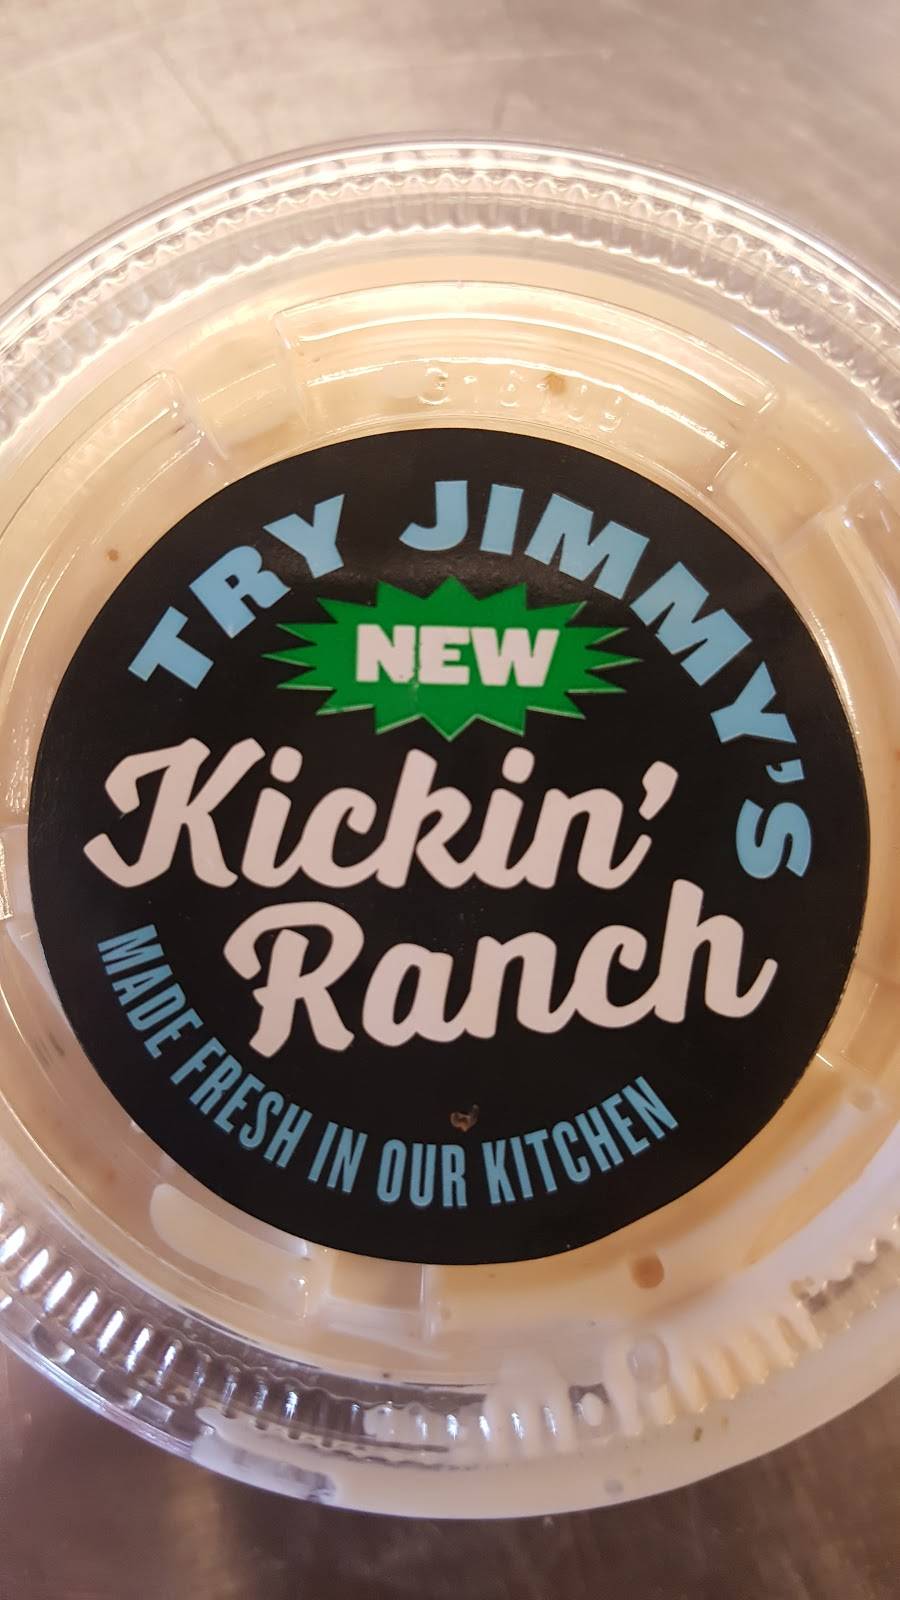 TRY JIMMY'S
NEW
Kickin'
Ranch
MADE FRESH IN OUR KITCHEN